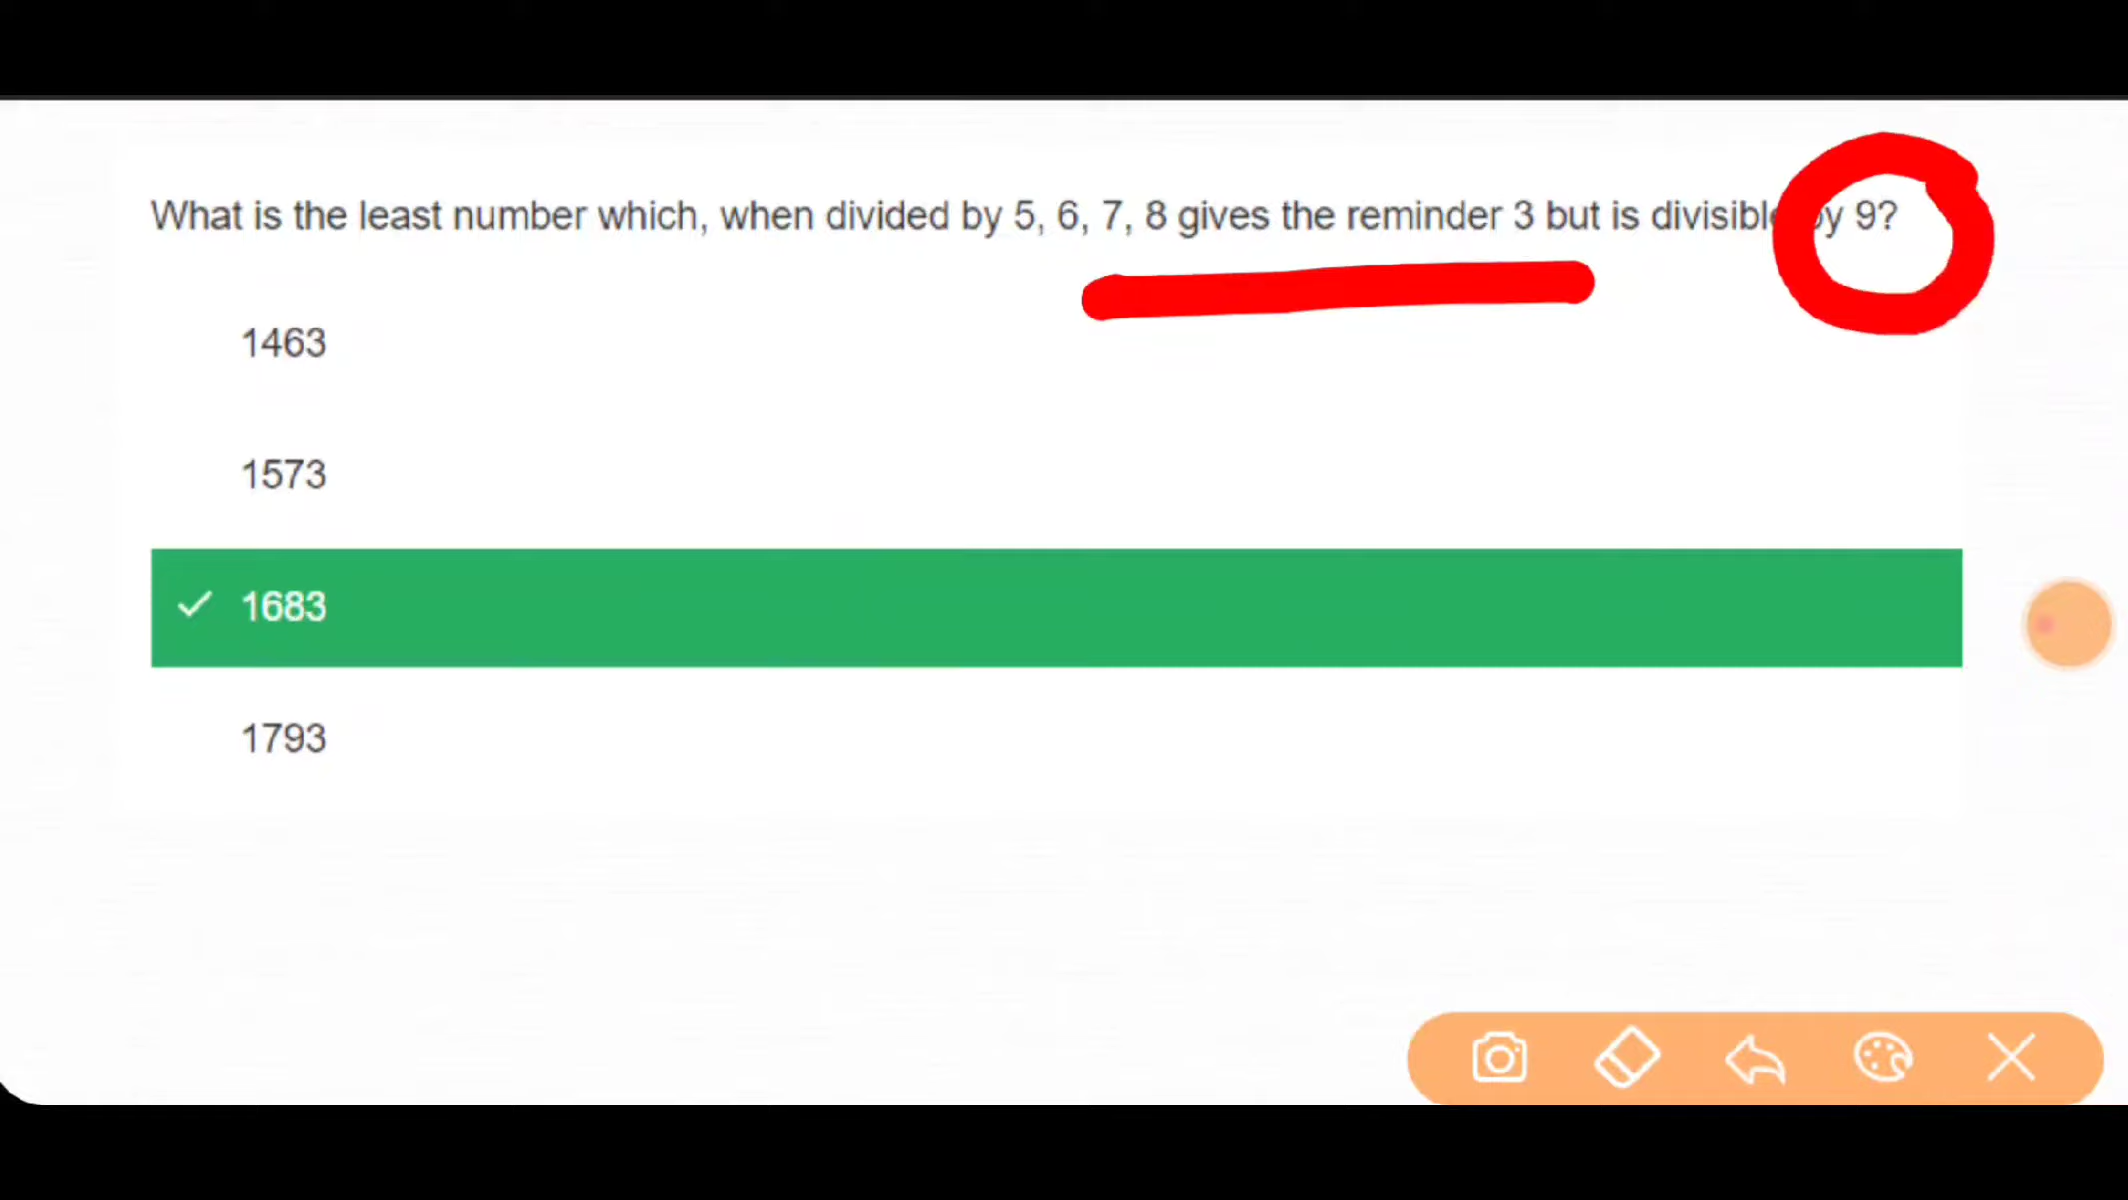 What is the least number which, when divided by 5, 6, 7, 8 gives the reminder 3 but is divisible by 9?
1463
1573
1683
1793